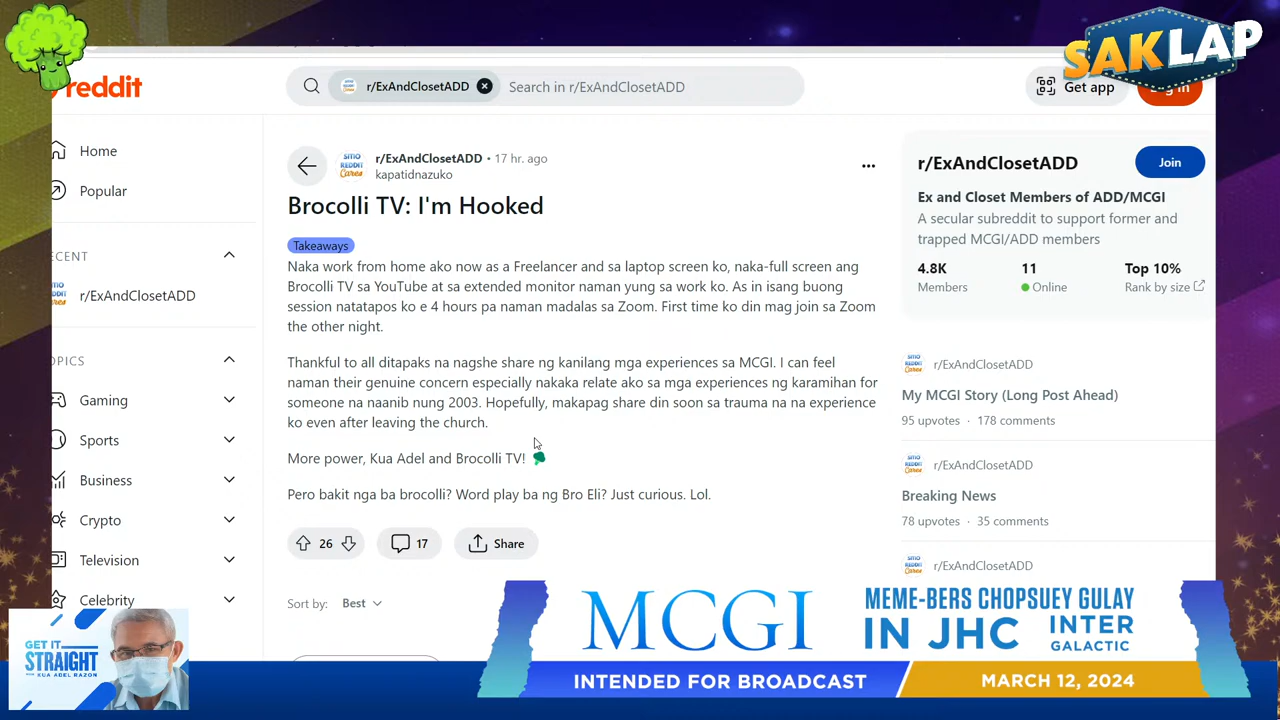 SAKLAP
reddit
r/ExAndClosetADD
Search in r/ExAndClosetADD
Get app
Log in
Home
Popular
ECENT
r/ExAndClosetADD
OPICS
Gaming
Sports
Business
Crypto
Television
Celebrity
r/ExAndClosetADD • 17 hr. ago
kapatidnazuko
Brocolli TV: I'm Hooked
Takeaways
Naka work from home ako now as a Freelancer and sa laptop screen ko, naka-full screen ang
Brocolli TV sa YouTube at sa extended monitor naman yung sa work ko. As in isang buong
session natatapos ko e 4 hours pa naman madalas sa Zoom. First time ko din mag join sa Zoom
the other night.
Thankful to all ditapaks na nagshe share ng kanilang mga experiences sa MCGI. I can feel
naman their genuine concern especially nakaka relate ako sa mga experiences ng karamihan for
someone na naanib nung 2003. Hopefully, makapag share din soon sa trauma na na experience
ko even after leaving the church.
More power, Kua Adel and Brocolli TV! 🥦
Pero bakit nga ba brocolli? Word play ba ng Bro Eli? Just curious. Lol.
26
17
Share
Sort by: Best
r/ExAndClosetADD
Join
Ex and Closet Members of ADD/MCGI
A secular subreddit to support former and
trapped MCGI/ADD members
4.8K 11 Top 10%
Members Online Rank by size
r/ExAndClosetADD
My MCGI Story (Long Post Ahead)
95 upvotes · 178 comments
r/ExAndClosetADD
Breaking News
78 upvotes · 35 comments
r/ExAndClosetADD
GET IT
STRAIGHT
KUA ADEL RAZON
MCGI
MEME-BERS CHOPSUEY GULAY
IN JHC INTER
GALACTIC
INTENDED FOR BROADCAST
MARCH 12, 2024